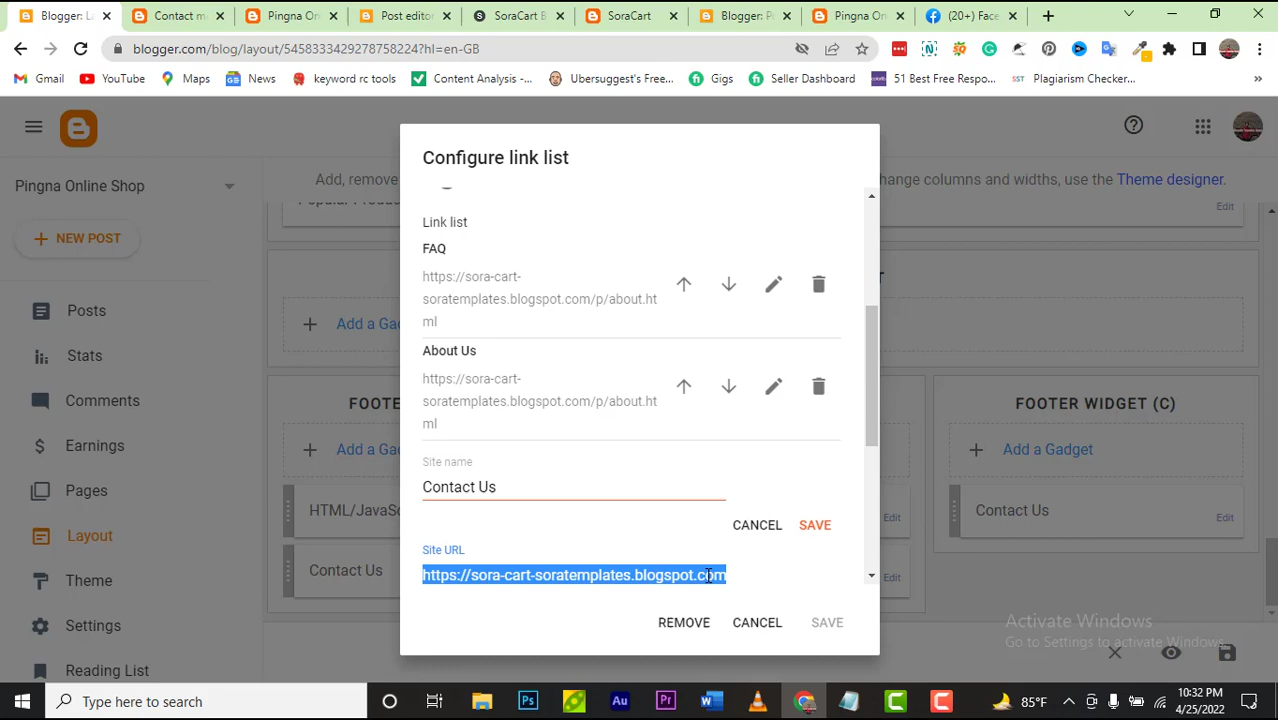 Blogger: La
Contact m
Pingna On
Post editor
SoraCart B
SoraCart
Blogger: P
Pingna On
(20+) Face
blogger.com/blog/layout/5458333429278758224?hl=en-GB
Gmail
YouTube
Maps
News
keyword rc tools
Content Analysis -...
Ubersuggest's Free...
Gigs
Seller Dashboard
51 Best Free Respo...
Plagiarism Checker...
»
Pingna Online Shop
NEW POST
Posts
Stats
Comments
Earnings
Pages
Layout
Theme
Settings
Reading List
Add, remove
change columns and widths, use the Theme designer.
Edit
Add a Gadge
FOOTE
Add a Gad
HTML/JavaSc
Contact Us
Edit
Edit
FOOTER WIDGET (C)
Add a Gadget
Contact Us
Edit
Configure link list
Link list
FAQ
https://sora-cart-
soratemplates.blogspot.com/p/about.ht
ml
About Us
https://sora-cart-
soratemplates.blogspot.com/p/about.ht
ml
Site name
Contact Us
CANCEL SAVE
Site URL
https://sora-cart-soratemplates.blogspot.com
REMOVE CANCEL SAVE
Activate Windows
Go to Settings to activate Windows.
Type here to search
85°F
10:32 PM
4/25/2022